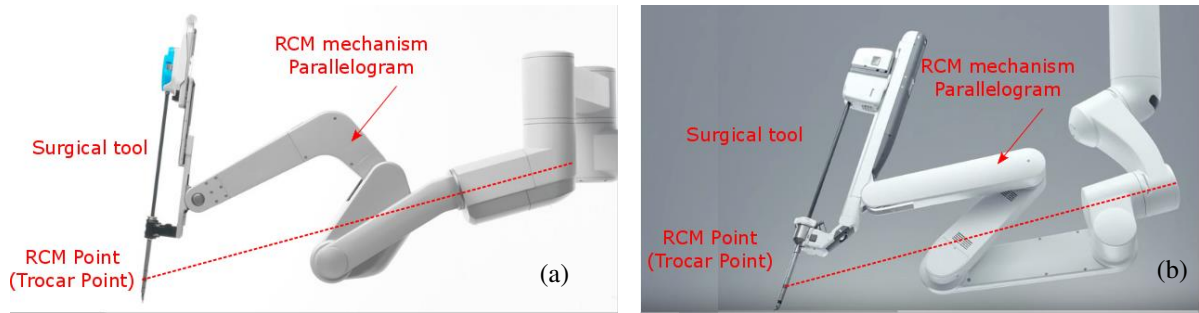 RCM mechanism
Parallelogram
Surgical tool
RCM Point
(Trocar Point)
(a)
RCM mechanism
Parallelogram
Surgical tool
RCM Point
(Trocar Point)
(b)